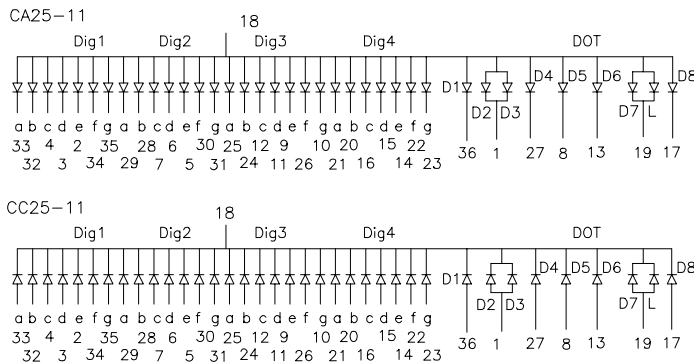 CA25-11
18
Dig1 Dig2 Dig3 Dig4 DOT
D1 D2 D3 D4 D5 D6 D7 L D8
a b c d e f g a b c d e f g a b c d e f g a b c d e f g
33 4 2 35 28 6 30 25 12 9 10 20 15 22 36 1 27 8 13 19 17
32 3 34 29 7 5 31 24 11 26 21 16 14 23
CC25-11
18
Dig1 Dig2 Dig3 Dig4 DOT
D1 D2 D3 D4 D5 D6 D7 L D8
a b c d e f g a b c d e f g a b c d e f g a b c d e f g
33 4 2 35 28 6 30 25 12 9 10 20 15 22 36 1 27 8 13 19 17
32 3 34 29 7 5 31 24 11 26 21 16 14 23